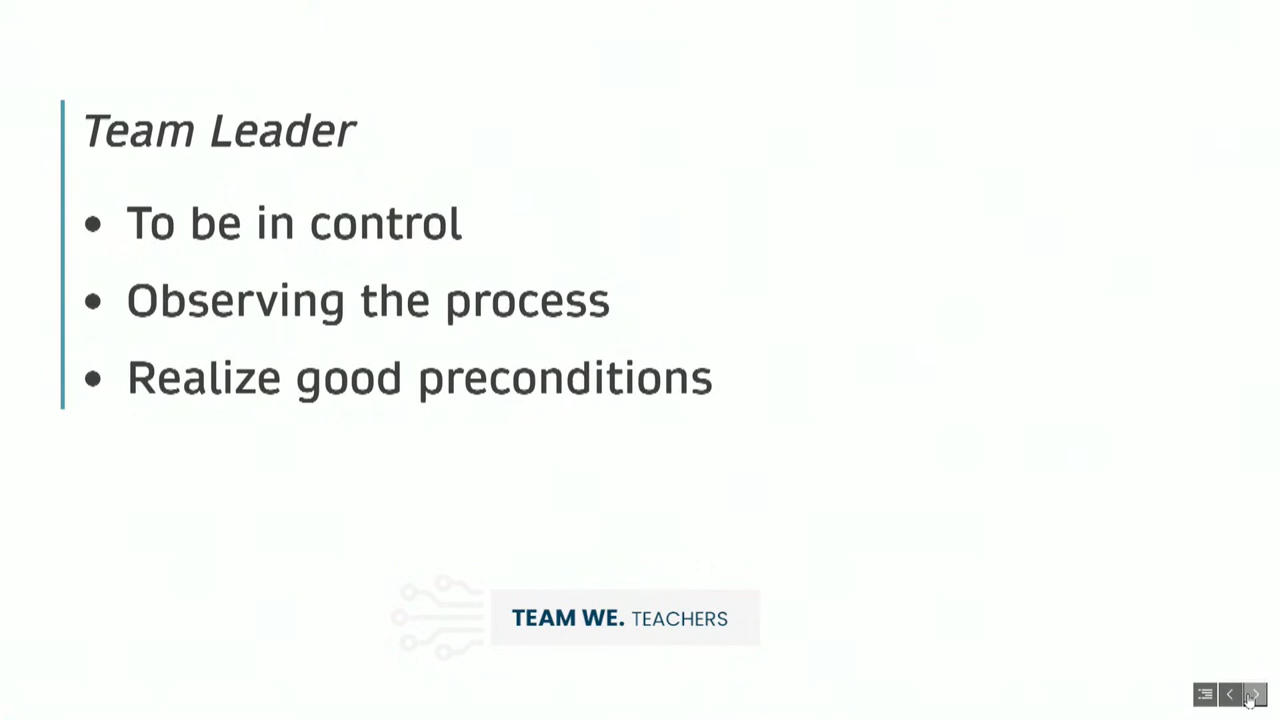 Team Leader
• To be in control
• Observing the process
• Realize good preconditions
TEAM WE. TEACHERS